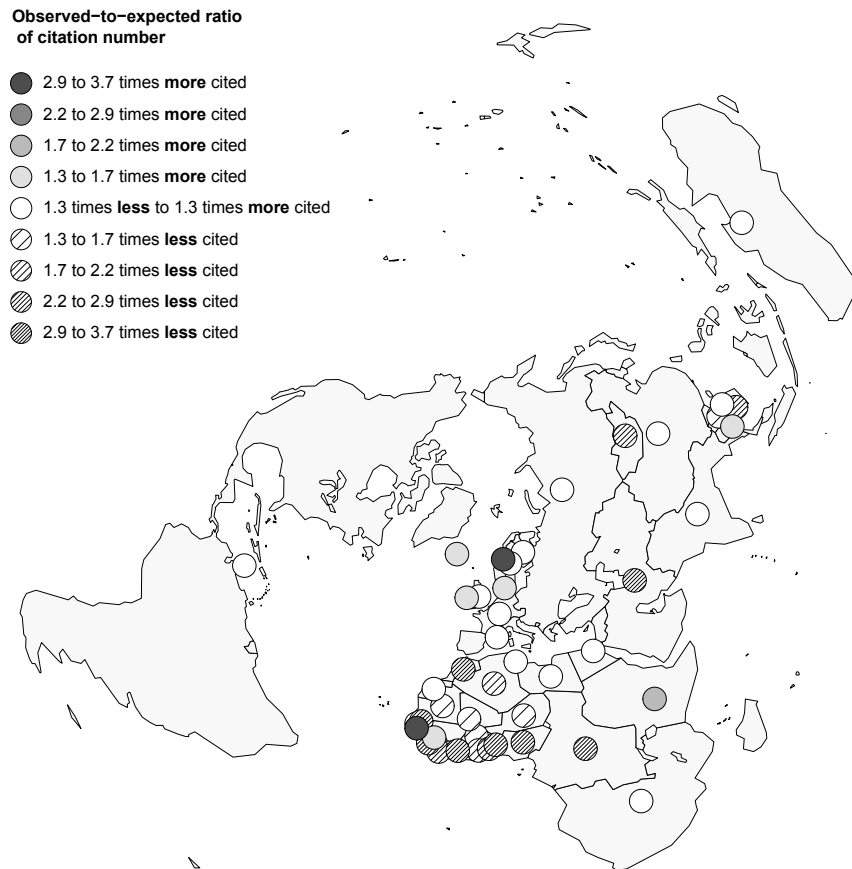 Observed−to−expected ratio
of citation number
2.9 to 3.7 times more cited
2.2 to 2.9 times more cited
1.7 to 2.2 times more cited
1.3 to 1.7 times more cited
1.3 times less to 1.3 times more cited
1.3 to 1.7 times less cited
1.7 to 2.2 times less cited
2.2 to 2.9 times less cited
2.9 to 3.7 times less cited